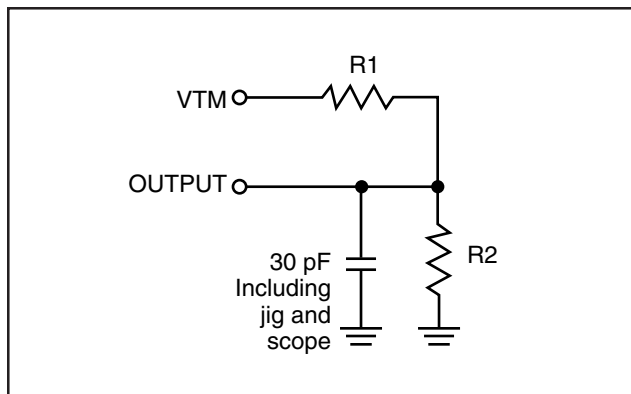 R1
VTM
OUTPUT
R2
30 pF
Including
jig and
scope